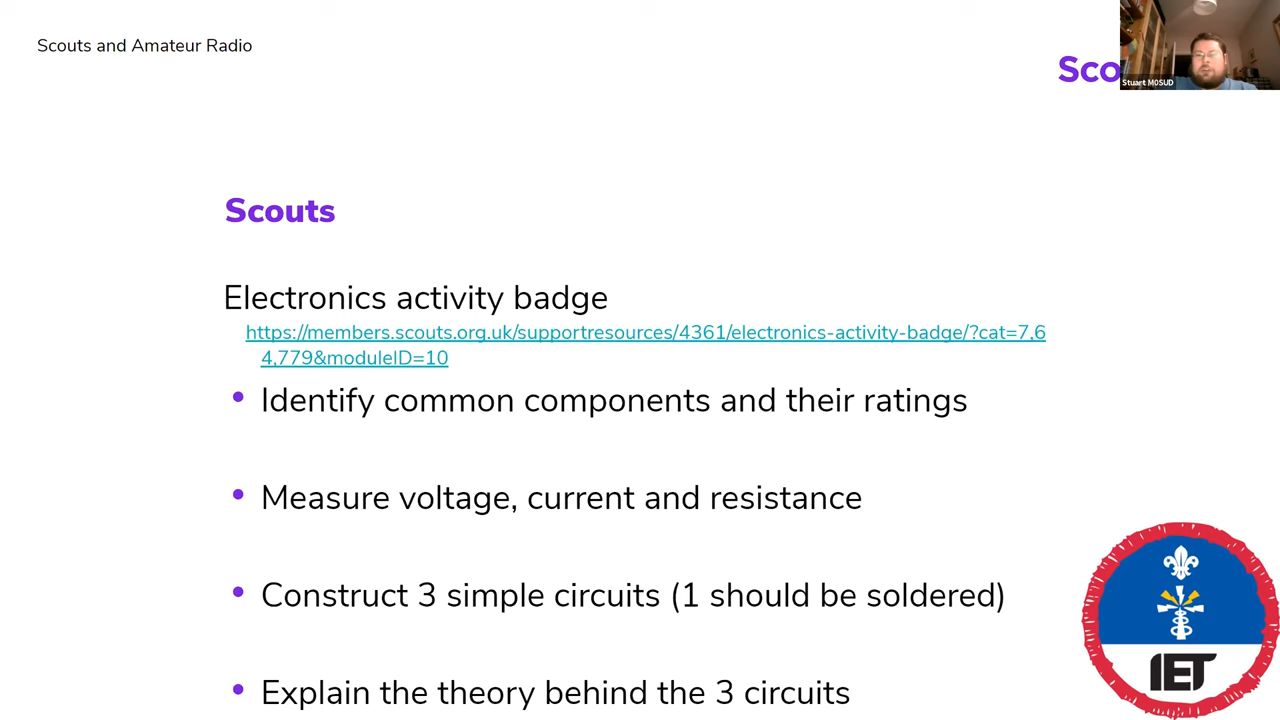 Scouts and Amateur Radio
Sco
Stuart M0SUD
Scouts
Electronics activity badge
https://members.scouts.org.uk/supportresources/4361/electronics-activity-badge/?cat=7,6
4,779&moduleID=10
• Identify common components and their ratings
• Measure voltage, current and resistance
• Construct 3 simple circuits (1 should be soldered)
• Explain the theory behind the 3 circuits
IET